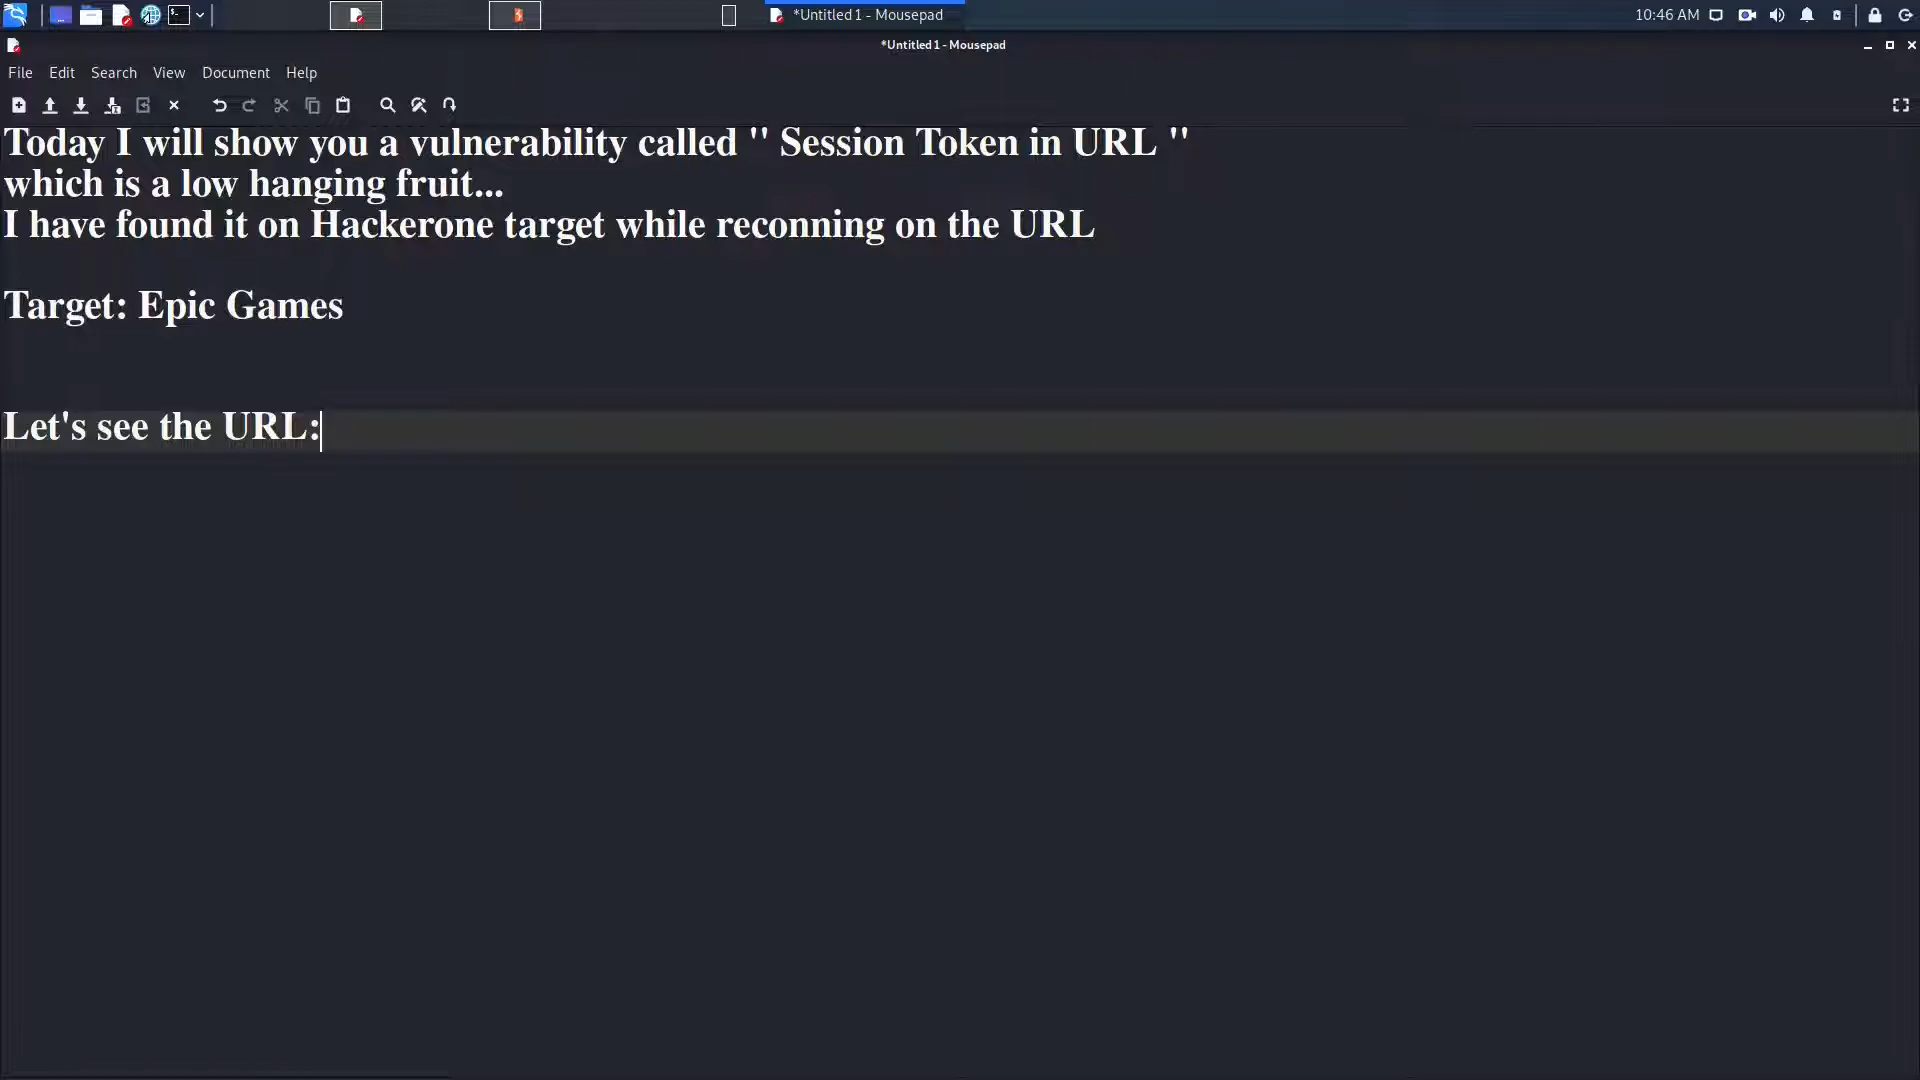 *Untitled 1 - Mousepad
10:46 AM
*Untitled 1 - Mousepad
File Edit Search View Document Help
Today I will show you a vulnerability called " Session Token in URL "
which is a low hanging fruit...
I have found it on Hackerone target while reconning on the URL
Target: Epic Games
Let's see the URL: